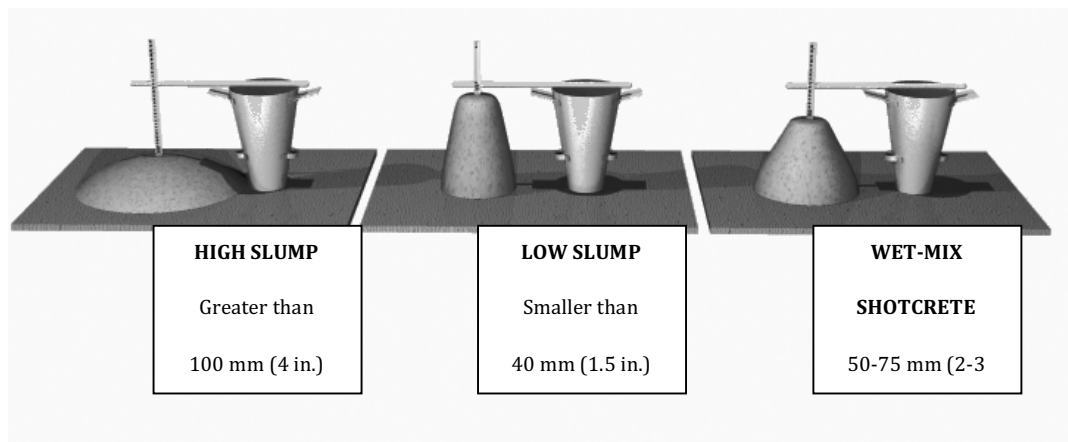 HIGH SLUMP
Greater than
100 mm (4 in.)
LOW SLUMP
Smaller than
40 mm (1.5 in.)
WET-MIX
SHOTCRETE
50-75 mm (2-3